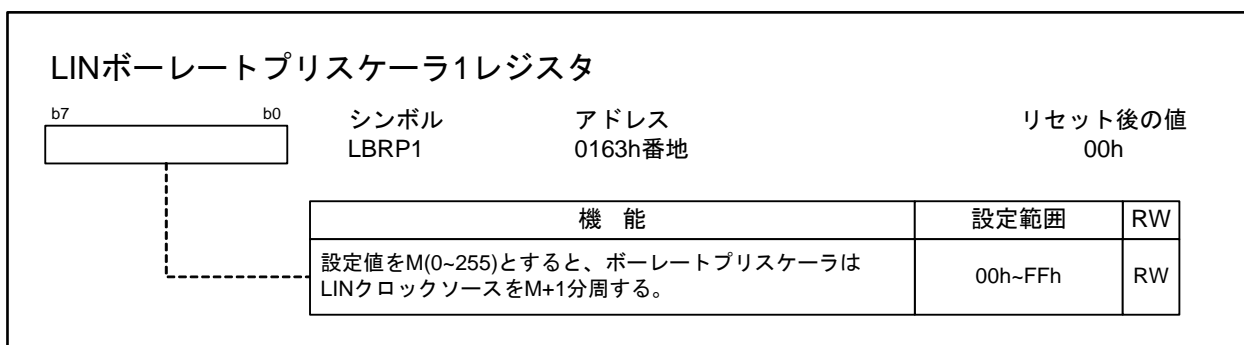 LINボーレートプリスケーラ1レジスタ
b7 b0 シンボル アドレス リセット後の値
LBRP1 0163h番地 00h
機 能 設定範囲 RW
設定値をM(0~255)とすると、ボーレートプリスケーラは
LINクロックソースをM+1分周する。
00h~FFh RW